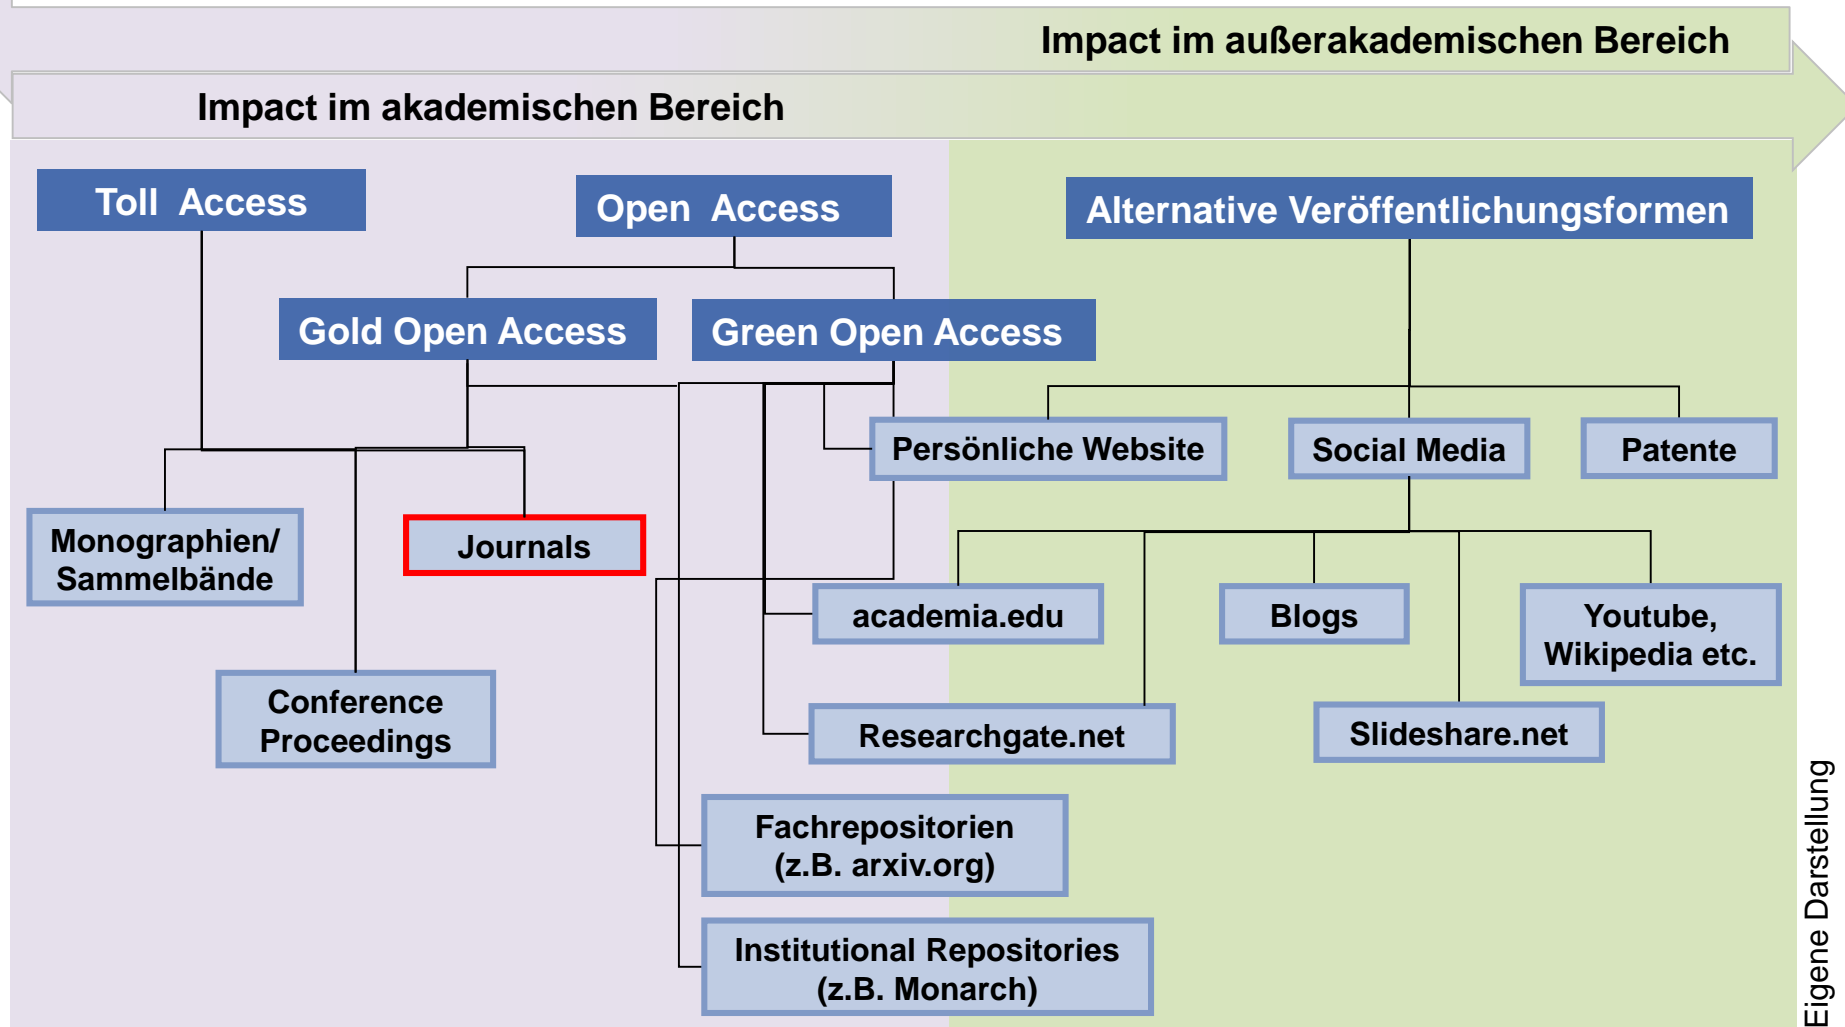 Impact im außerakademischen Bereich
Impact im akademischen Bereich
Toll Access
Open Access
Alternative Veröffentlichungsformen
Gold Open Access
Green Open Access
Persönliche Website
Social Media
Patente
Monographien/
Sammelbände
Journals
academia.edu
Blogs
Youtube,
Wikipedia etc.
Conference
Proceedings
Researchgate.net
Slideshare.net
Fachrepositorien
(z.B. arxiv.org)
Institutional Repositories
(z.B. Monarch)
Eigene Darstellung